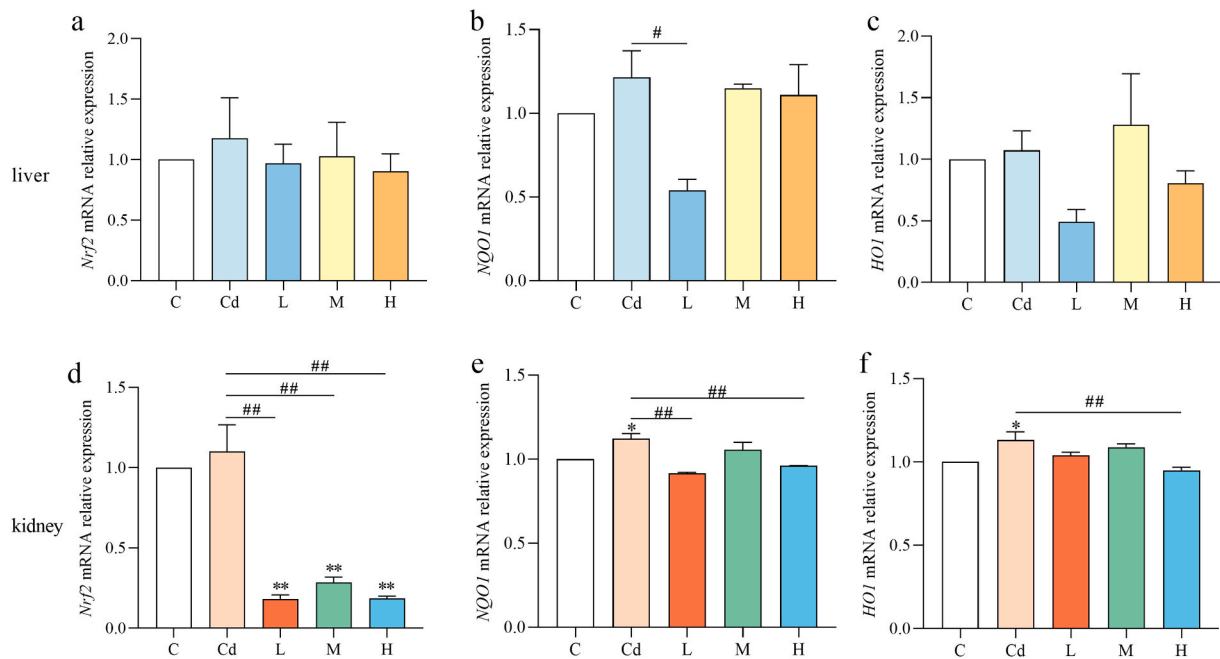 a
Nrf2 mRNA relative expression
2.0
1.5
1.0
0.5
0.0
C Cd L M H
b
NQO1 mRNA relative expression
1.5
1.0
0.5
0.0
#
C Cd L M H
c
HO1 mRNA relative expression
2.0
1.5
1.0
0.5
0.0
C Cd L M H
liver
d
Nrf2 mRNA relative expression
1.5
1.0
0.5
0.0
##
##
##
** ** **
C Cd L M H
e
NQO1 mRNA relative expression
1.5
1.0
0.5
0.0
##
##
*
C Cd L M H
f
HO1 mRNA relative expression
1.5
1.0
0.5
0.0
##
*
C Cd L M H
kidney